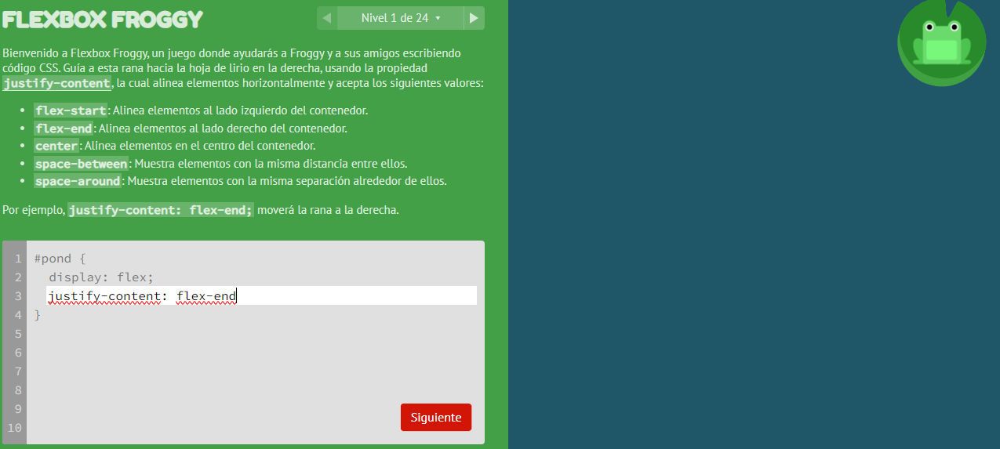 FLEXBOX FROGGY
Nivel 1 de 24
Bienvenido a Flexbox Froggy, un juego donde ayudarás a Froggy y a sus amigos escribiendo
código CSS. Guía a esta rana hacia la hoja de lirio en la derecha, usando la propiedad
justify-content, la cual alinea elementos horizontalmente y acepta los siguientes valores:
• flex-start: Alinea elementos al lado izquierdo del contenedor.
• flex-end: Alinea elementos al lado derecho del contenedor.
• center: Alinea elementos en el centro del contenedor.
• space-between: Muestra elementos con la misma distancia entre ellos.
• space-around: Muestra elementos con la misma separación alrededor de ellos.
Por ejemplo, justify-content: flex-end; moverá la rana a la derecha.
1 #pond {
2 display: flex;
3 justify-content: flex-end
4 }
5
6
7
8
9
10
Siguiente